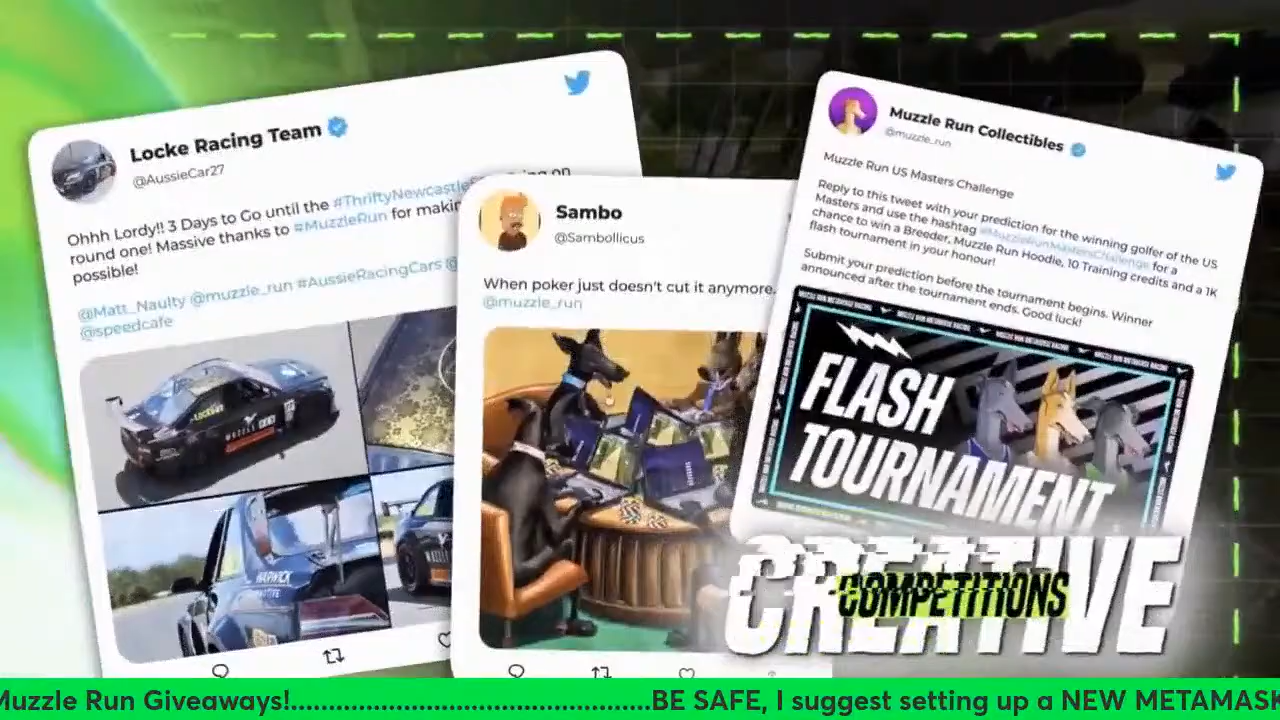 Locke Racing Team
@AussieCar27
Ohhh Lordy!! 3 Days to Go until the #ThriftyNewcastle
round one! Massive thanks to #MuzzleRun for
possible!
@Matt_Naulty @muzzle_run #AussieRacingCars @
@speedcafe
Sambo
@Sambollicus
When poker just doesn't cut it anymore.
@muzzle_run
Muzzle Run Collectibles
@muzzle_run
Muzzle Run US Masters Challenge
Reply to this tweet with your prediction for the winning golfer of the US
Masters and use the hashtag #MuzzleRunMastersChallenge for a
chance to win a Breeder, Muzzle Run Hoodie, 10 Training credits and a 1K
flash tournament in your honour!
Submit your prediction before the tournament begins. Winner
announced after the tournament ends. Good luck!
FLASH
TOURNAMENT
CREATIVE
COMPETITIONS
Muzzle Run Giveaways!................................................BE SAFE, I suggest setting up a NEW METAMASK